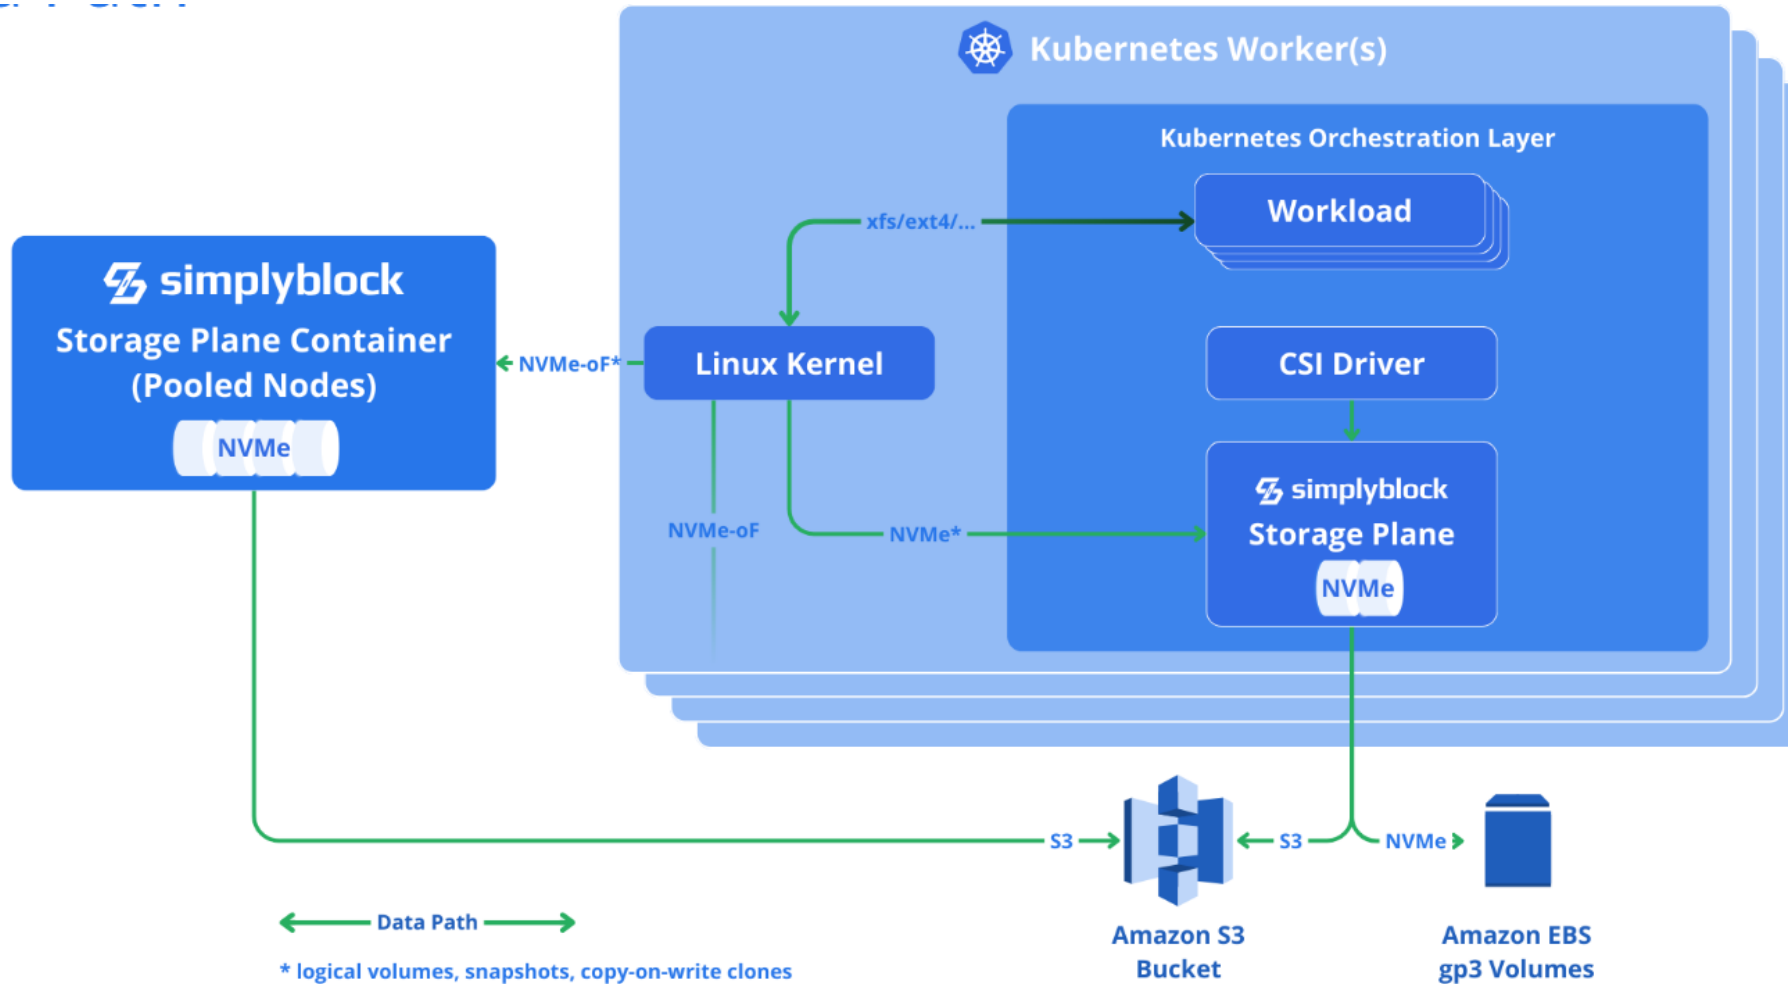 Kubernetes Worker(s)
Kubernetes Orchestration Layer
Workload
xfs/ext4/...
simplyblock
Storage Plane Container
(Pooled Nodes)
NVMe
NVMe-oF*
Linux Kernel
CSI Driver
NVMe-oF
NVMe*
simplyblock
Storage Plane
NVMe
S3
S3
NVMe
Amazon S3
Bucket
Amazon EBS
gp3 Volumes
Data Path
* logical volumes, snapshots, copy-on-write clones